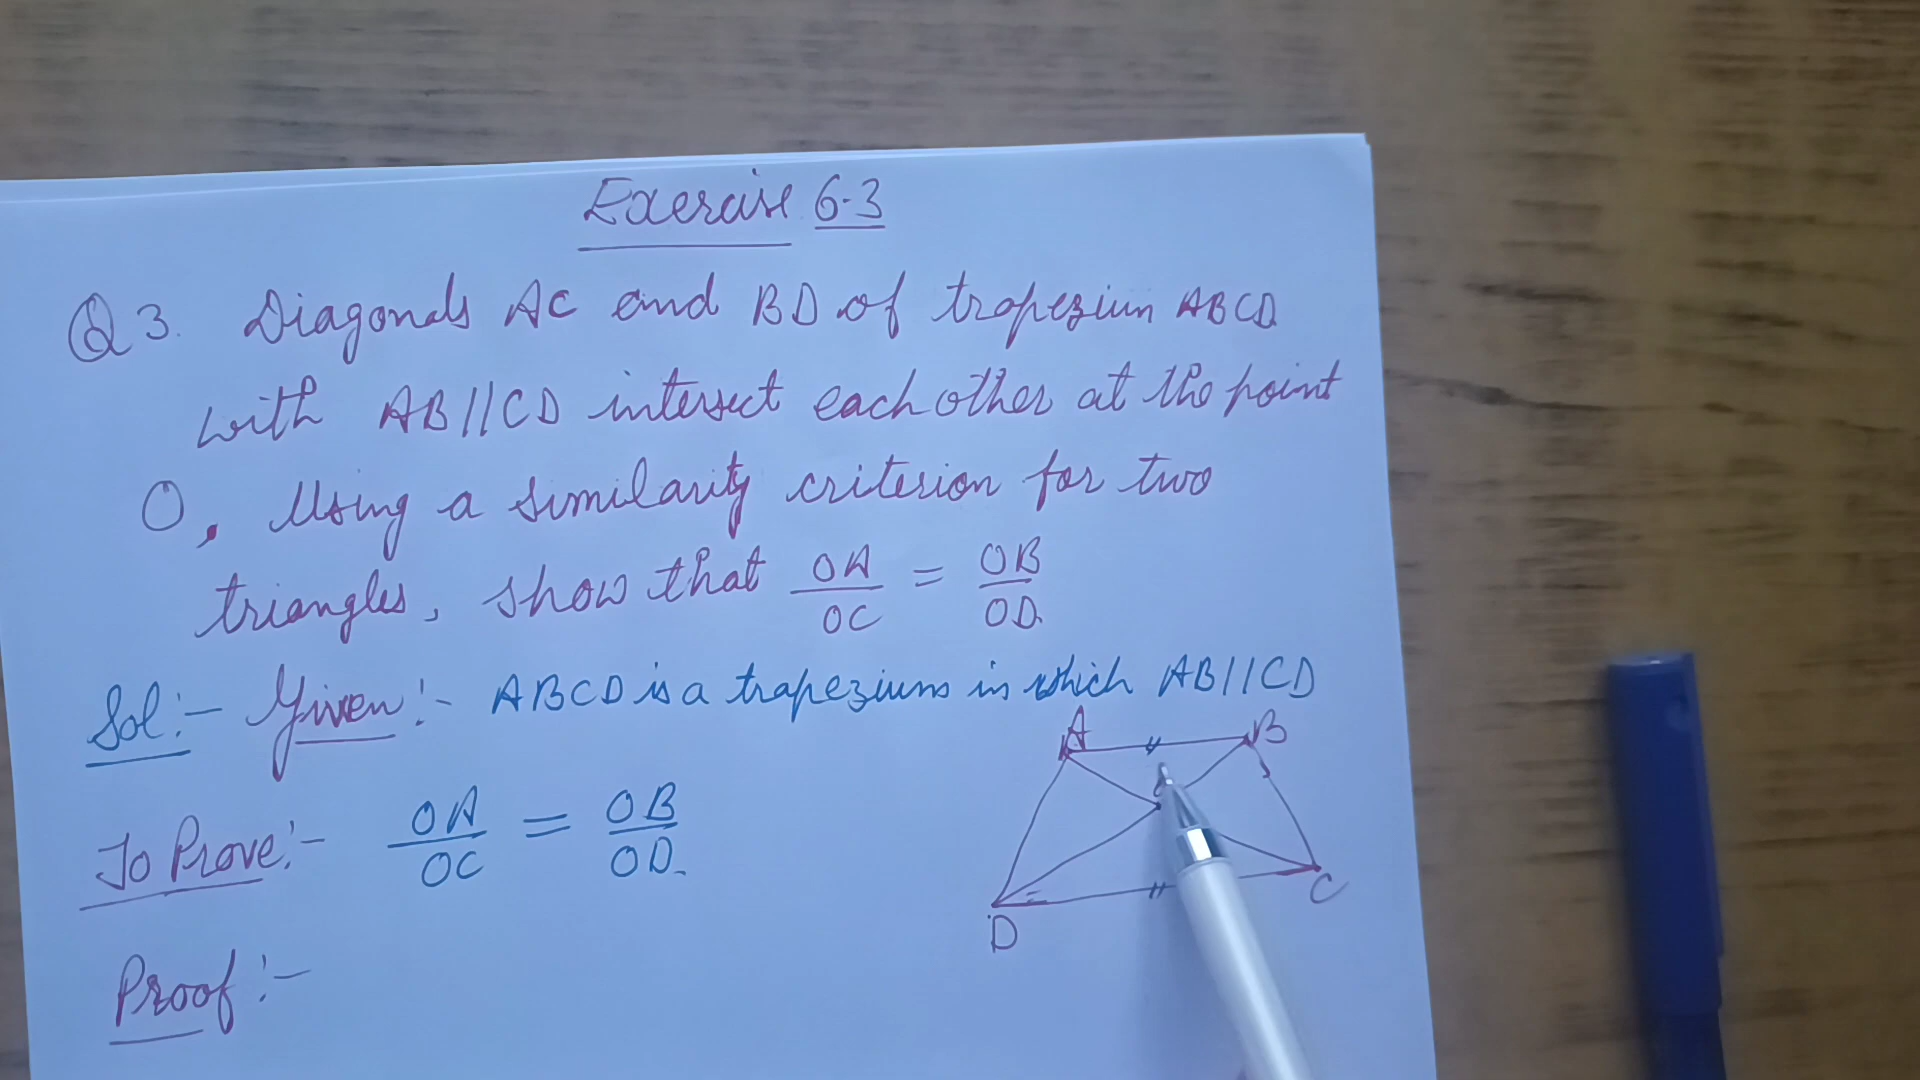 Exercise 6.3
Q 3. Diagonals AC and BD of trapezium ABCD
with AB//CD intersect each other at the point
O, Using a similarity criterion for two
triangles, show that OA/OC = OB/OD.
Sol:- Given:- ABCD is a trapezium in which AB//CD
A B
To Prove:- OA/OC = OB/OD.
D C
Proof:-